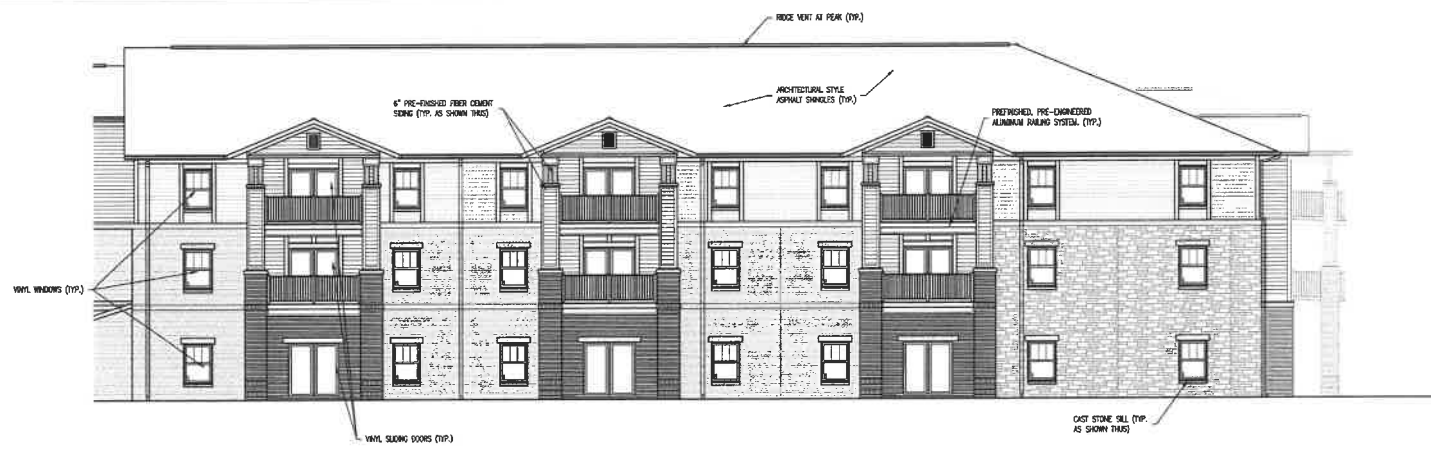 RIDGE VENT AT PEAK (TYP.)
ARCHITECTURAL STYLE
ASPHALT SHINGLES (TYP.)
6" PRE-FINISHED FIBER CEMENT
SIDING (TYP. AS SHOWN THUS)
PREFINISHED, PRE-ENGINEERED
ALUMINUM RAILING SYSTEM. (TYP.)
VINYL WINDOWS (TYP.)
VINYL SLIDING DOORS (TYP.)
CAST STONE SILL (TYP.
AS SHOWN THUS)